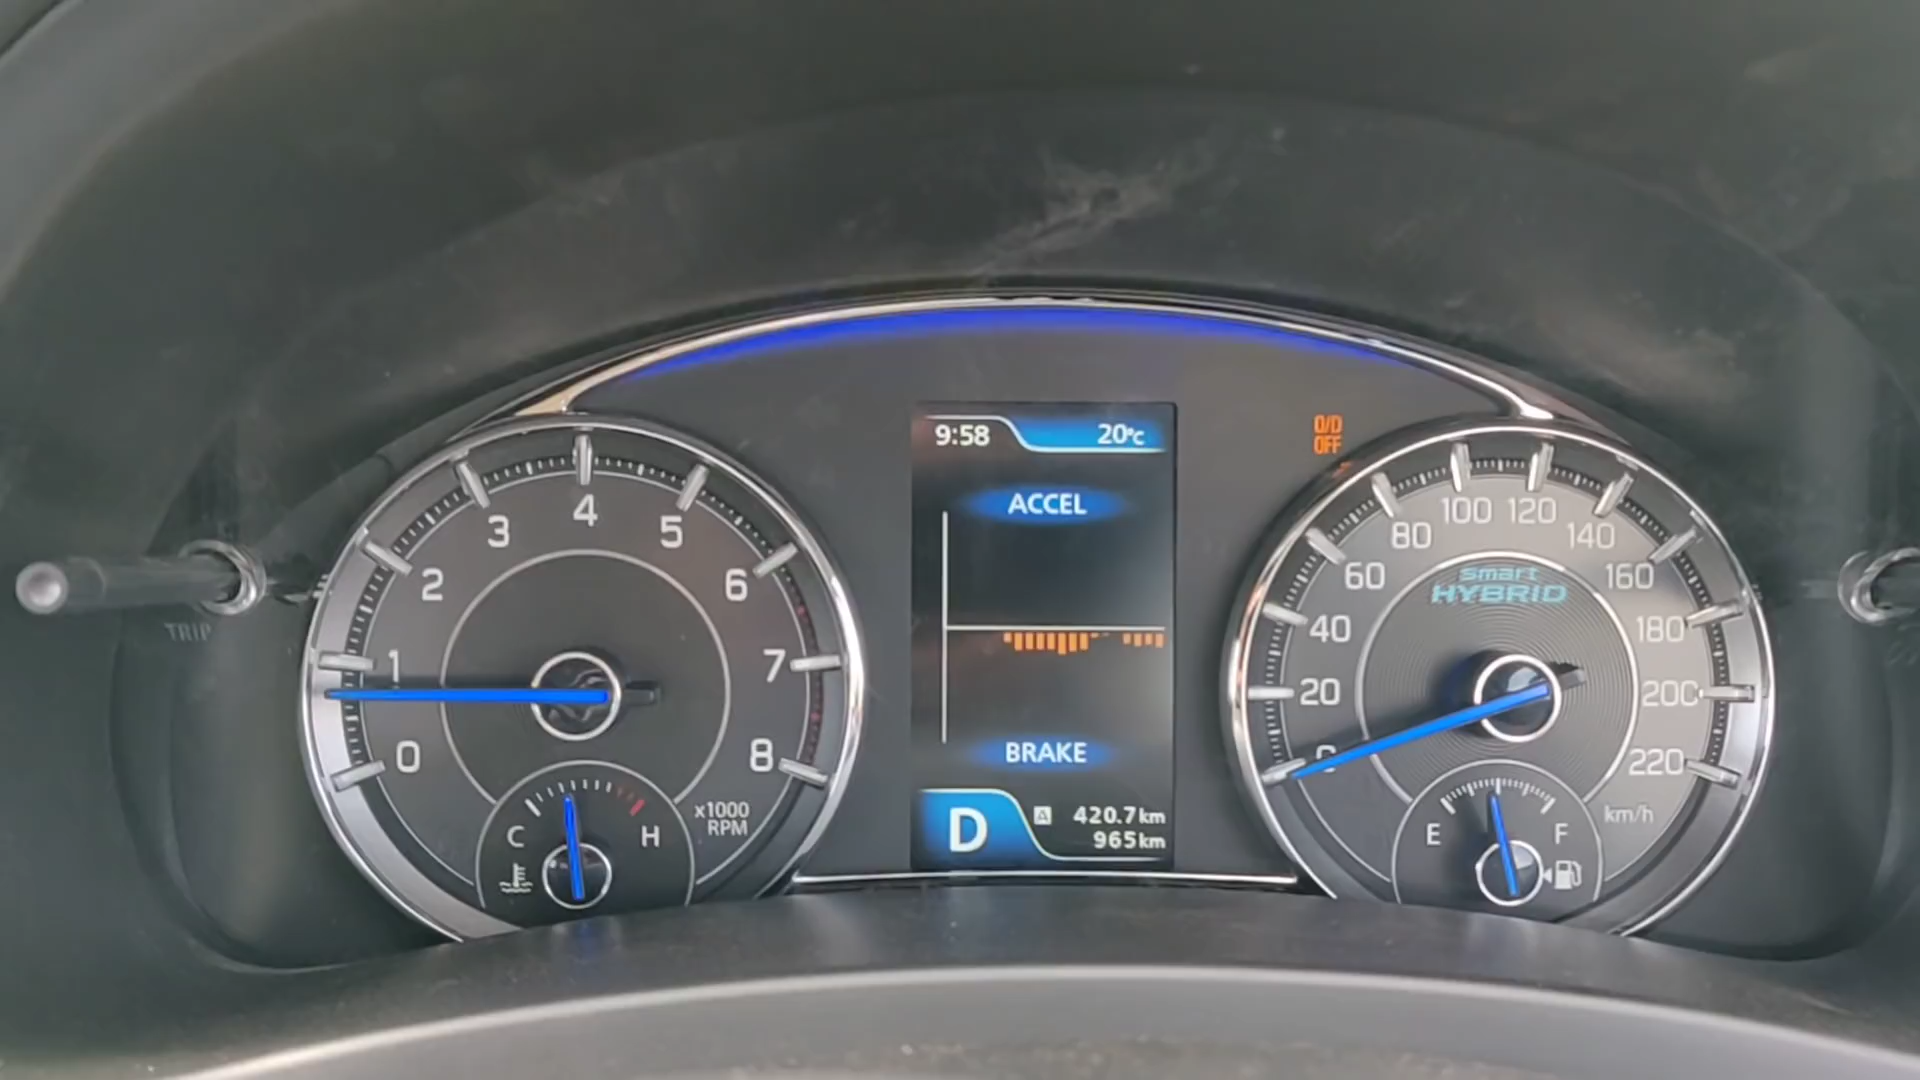 9:58 20°C
ACCEL
BRAKE
D
A 420.7km
965km
O/D
OFF
TRIP
0
1
2
3
4
5
6
7
8
x1000
RPM
C H
0
20
40
60
80
100
120
140
160
180
200
220
km/h
smart
HYBRID
E F